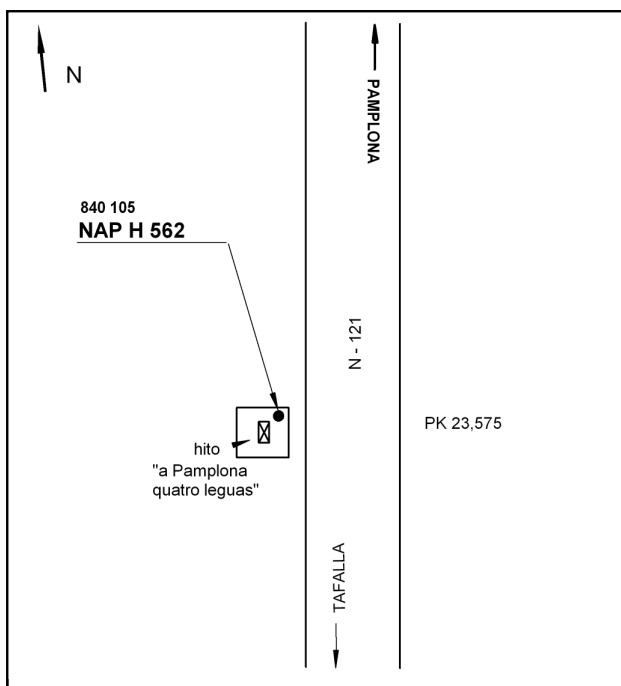 N
PAMPLONA
840 105
NAP H 562
N - 121
PK 23,575
hito
"a Pamplona
quatro leguas"
TAFALLA